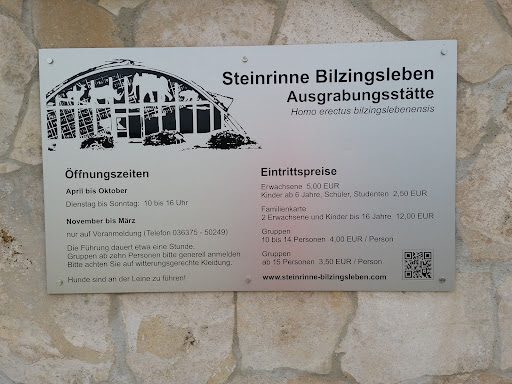 Steinrinne Bilzingsleben
Ausgrabungsstätte
Homo erectus bilzingslebenensis
Öffnungszeiten
April bis Oktober
Dienstag bis Sonntag: 10 bis 16 Uhr
November bis März
nur auf Voranmeldung (Telefon 036375 - 50249)
Die Führung dauert etwa eine Stunde.
Gruppen ab zehn Personen bitte generell anmelden
Bitte achten Sie auf witterungsgerechte Kleidung.
Hunde sind an der Leine zu führen!
Eintrittspreise
Erwachsene 5,00 EUR
Kinder ab 6 Jahre, Schüler, Studenten 2,50 EUR
Familienkarte
2 Erwachsene und Kinder bis 16 Jahre 12,00 EUR
Gruppen
10 bis 14 Personen 4,00 EUR / Person
Gruppen
ab 15 Personen 3,50 EUR / Person
www.steinrinne-bilzingsleben.com